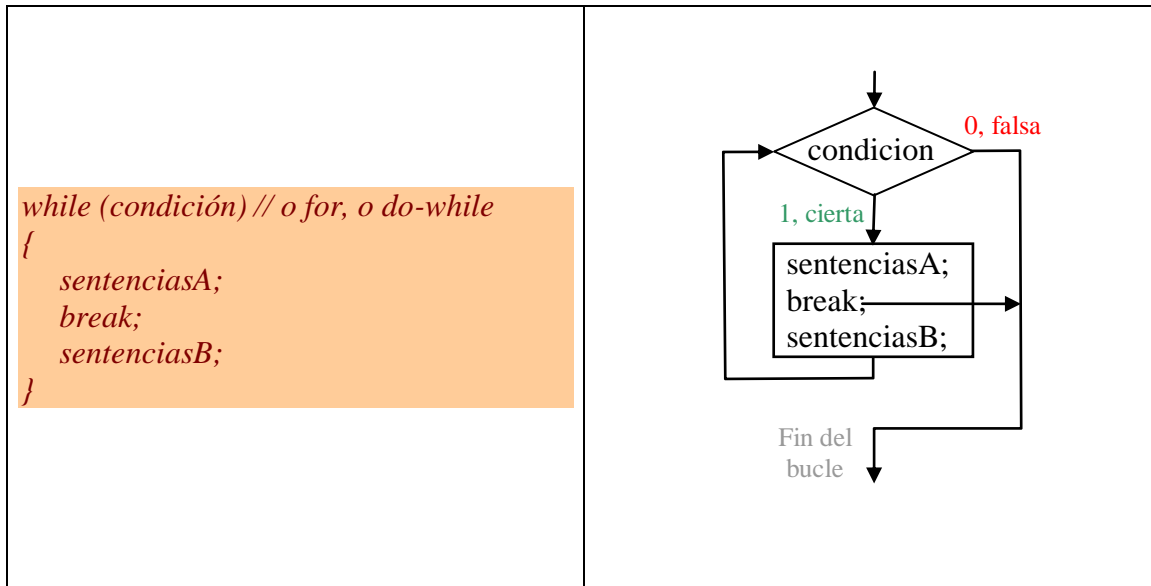 while (condición) // o for, o do-while
{
sentenciasA;
break;
sentenciasB;
}
0, falsa
condicion
1, cierta
sentenciasA;
break;
sentenciasB;
Fin del
bucle